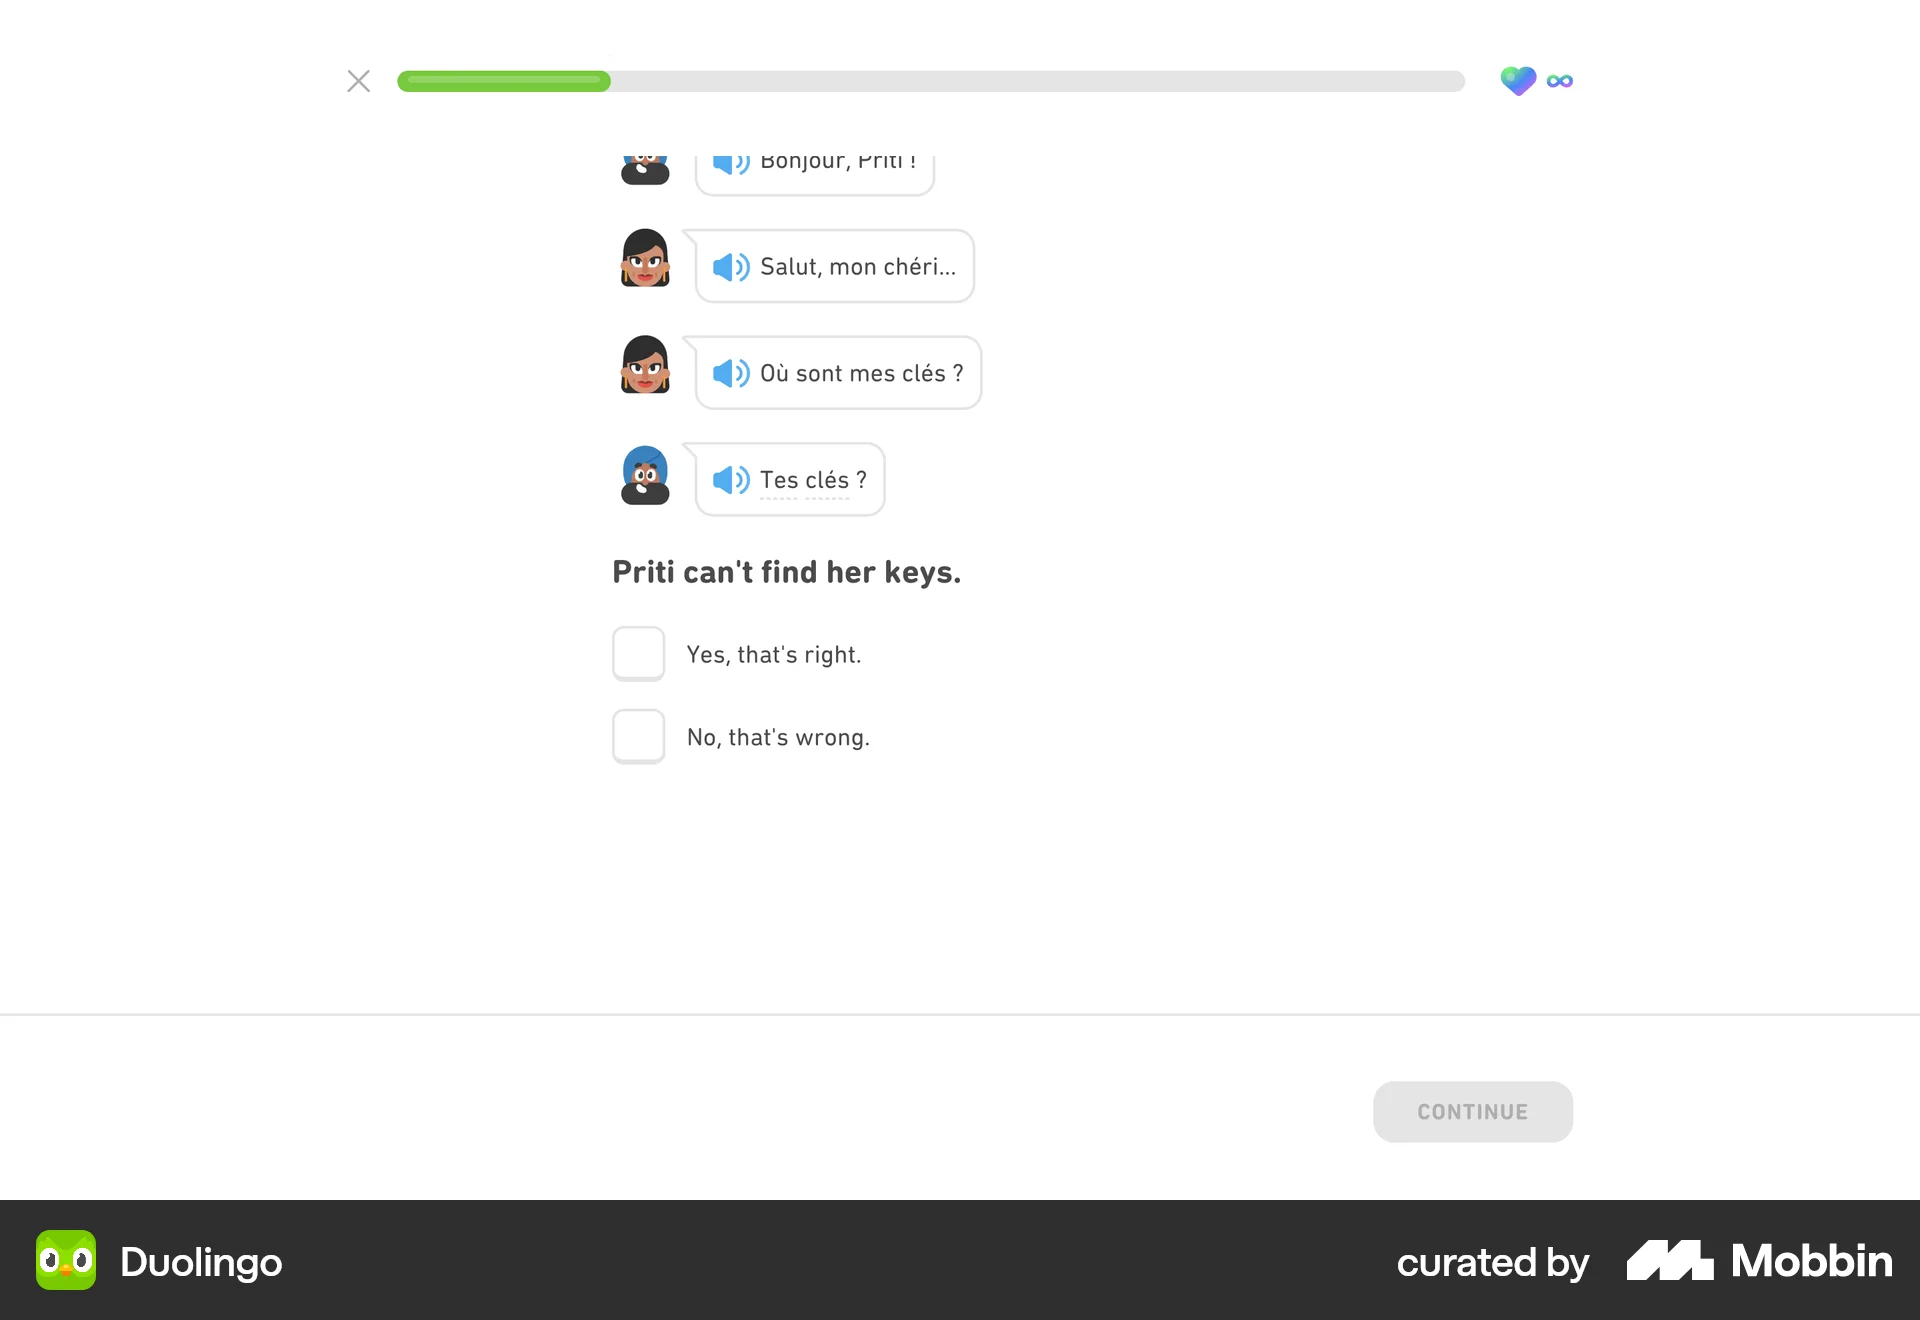 Bonjour, Priti !
Salut, mon chéri...
Où sont mes clés ?
Tes clés ?
Priti can't find her keys.
Yes, that's right.
No, that's wrong.
CONTINUE
Duolingo
curated by Mobbin